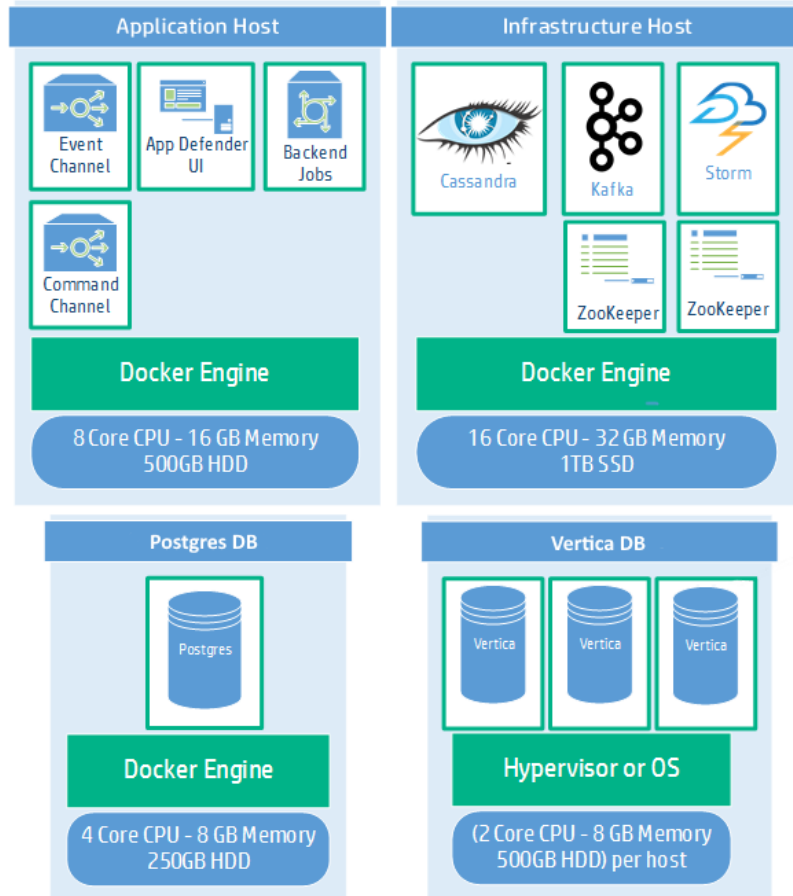 Application Host
Event
Channel
App Defender
UI
Backend
Jobs
Command
Channel
Docker Engine
8 Core CPU - 16 GB Memory
500GB HDD
Infrastructure Host
Cassandra
Kafka
Storm
ZooKeeper
ZooKeeper
Docker Engine
16 Core CPU - 32 GB Memory
1TB SSD
Postgres DB
Postgres
Docker Engine
4 Core CPU - 8 GB Memory
250GB HDD
Vertica DB
Vertica
Vertica
Vertica
Hypervisor or OS
(2 Core CPU - 8 GB Memory
500GB HDD) per host